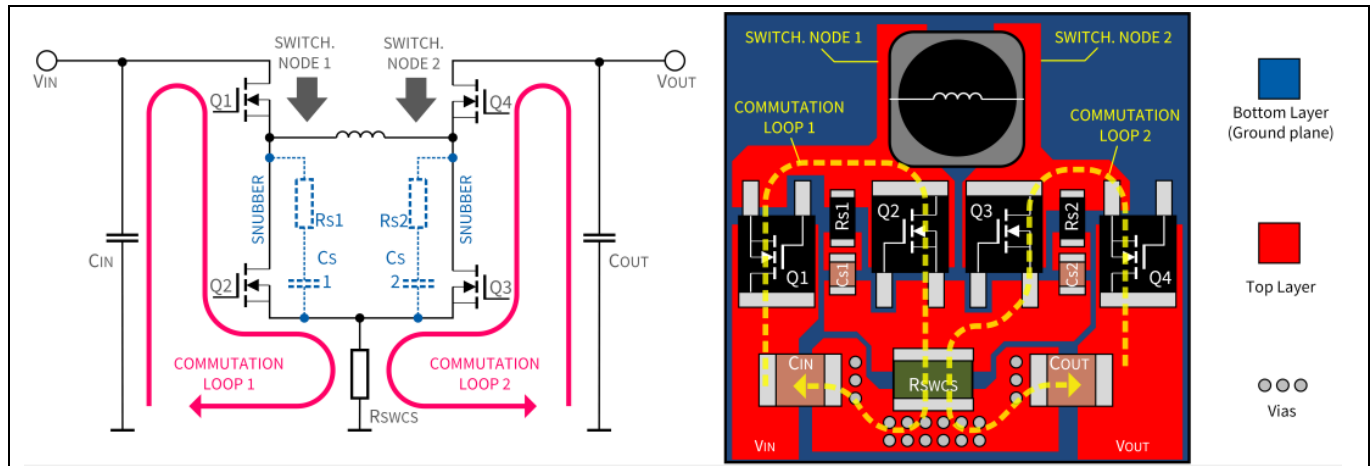 SWITCH.
NODE 1
SWITCH.
NODE 2
VIN
VOUT
Q1
Q4
SNUBBER
RS1
RS2
SNUBBER
CS
1
CS
2
CIN
COUT
Q2
Q3
COMMUTATION
LOOP 1
COMMUTATION
LOOP 2
RSWCS
SWITCH. NODE 1
SWITCH. NODE 2
COMMUTATION
LOOP 1
COMMUTATION
LOOP 2
Q1
Rs1
Cs1
Q2
Q3
Rs2
Cs2
Q4
CIN
RSWCS
COUT
VIN
VOUT
Bottom Layer
(Ground plane)
Top Layer
Vias